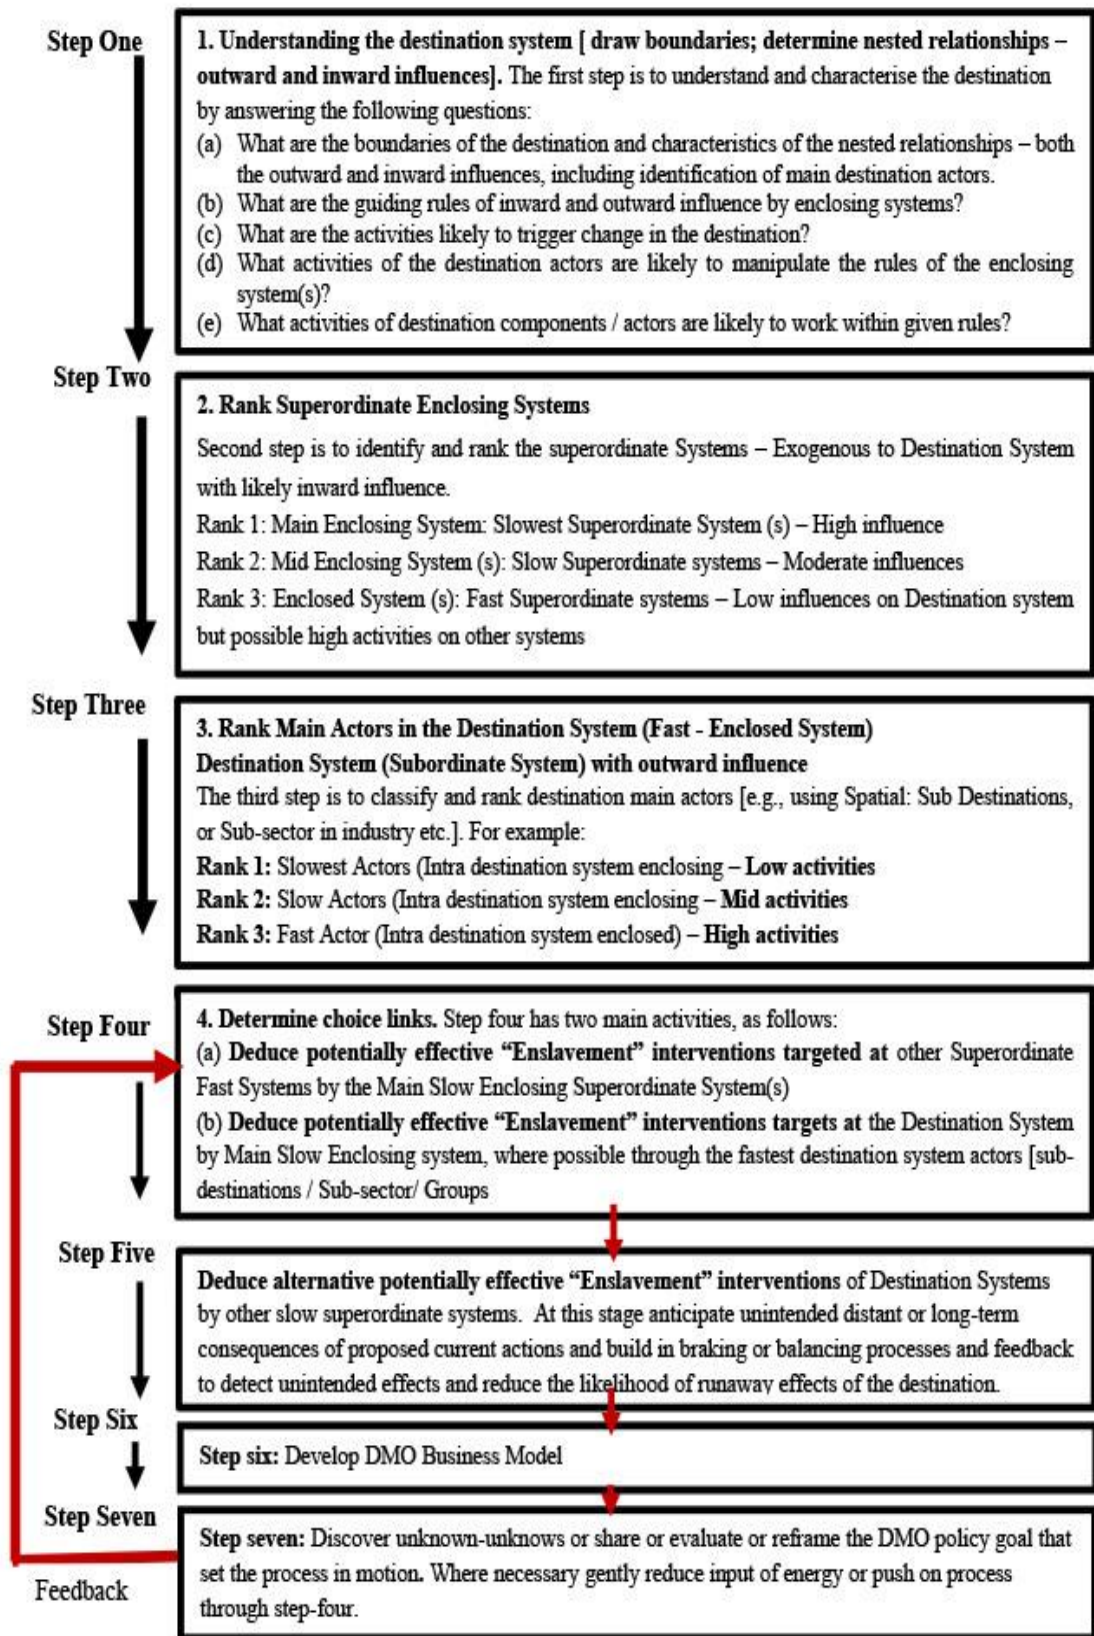 Step One
1. Understanding the destination system [ draw boundaries; determine nested relationships –
outward and inward influences]. The first step is to understand and characterise the destination
by answering the following questions:
(a) What are the boundaries of the destination and characteristics of the nested relationships – both
the outward and inward influences, including identification of main destination actors.
(b) What are the guiding rules of inward and outward influence by enclosing systems?
(c) What are the activities likely to trigger change in the destination?
(d) What activities of the destination actors are likely to manipulate the rules of the enclosing
system(s)?
(e) What activities of destination components / actors are likely to work within given rules?
Step Two
2. Rank Superordinate Enclosing Systems
Second step is to identify and rank the superordinate Systems – Exogenous to Destination System
with likely inward influence.
Rank 1: Main Enclosing System: Slowest Superordinate System (s) – High influence
Rank 2: Mid Enclosing System (s): Slow Superordinate systems – Moderate influences
Rank 3: Enclosed System (s): Fast Superordinate systems – Low influences on Destination system
but possible high activities on other systems
Step Three
3. Rank Main Actors in the Destination System (Fast - Enclosed System)
Destination System (Subordinate System) with outward influence
The third step is to classify and rank destination main actors [e.g., using Spatial: Sub Destinations,
or Sub-sector in industry etc.]. For example:
Rank 1: Slowest Actors (Intra destination system enclosing – Low activities
Rank 2: Slow Actors (Intra destination system enclosing – Mid activities
Rank 3: Fast Actor (Intra destination system enclosed) – High activities
Step Four
4. Determine choice links. Step four has two main activities, as follows:
(a) Deduce potentially effective “Enslavement” interventions targeted at other Superordinate
Fast Systems by the Main Slow Enclosing Superordinate System(s)
(b) Deduce potentially effective “Enslavement” interventions targets at the Destination System
by Main Slow Enclosing system, where possible through the fastest destination system actors [sub-
destinations / Sub-sector/ Groups
Step Five
Deduce alternative potentially effective “Enslavement” interventions of Destination Systems
by other slow superordinate systems. At this stage anticipate unintended distant or long-term
consequences of proposed current actions and build in braking or balancing processes and feedback
to detect unintended effects and reduce the likelihood of runaway effects of the destination.
Step Six
Step six: Develop DMO Business Model
Step Seven
Step seven: Discover unknown-unknows or share or evaluate or reframe the DMO policy goal that
set the process in motion. Where necessary gently reduce input of energy or push on process
through step-four.
Feedback